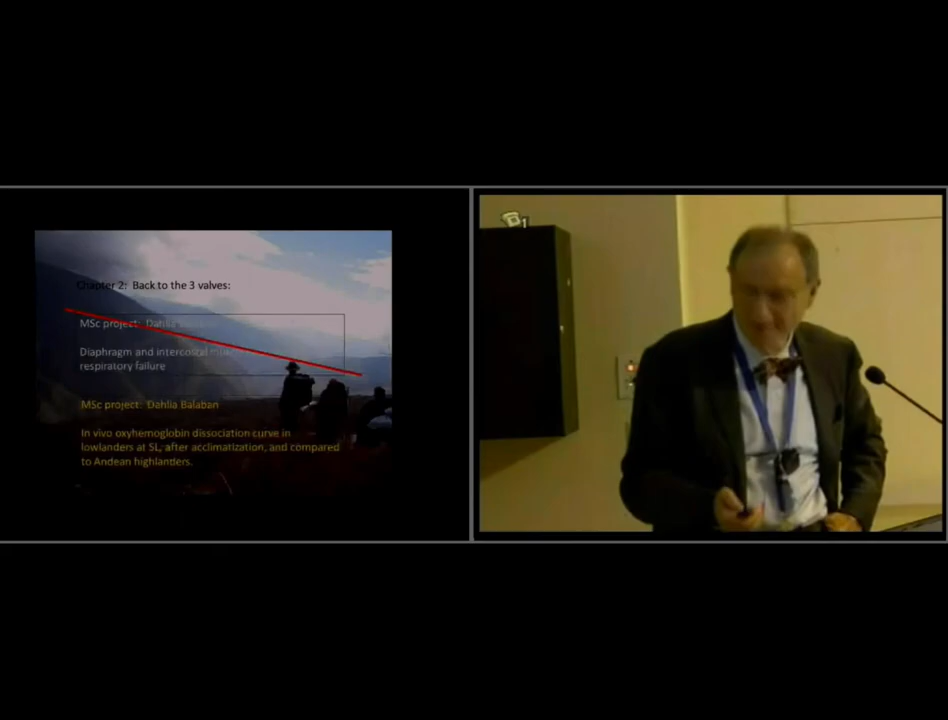 Chapter 2: Back to the 3 valves:
MSc project: Dahlia
Diaphragm and intercostal
respiratory failure
MSc project: Dahlia Balaban
In vivo oxyhemoglobin dissociation curve in
lowlanders at SL, after acclimatization, and compared
to Andean highlanders.